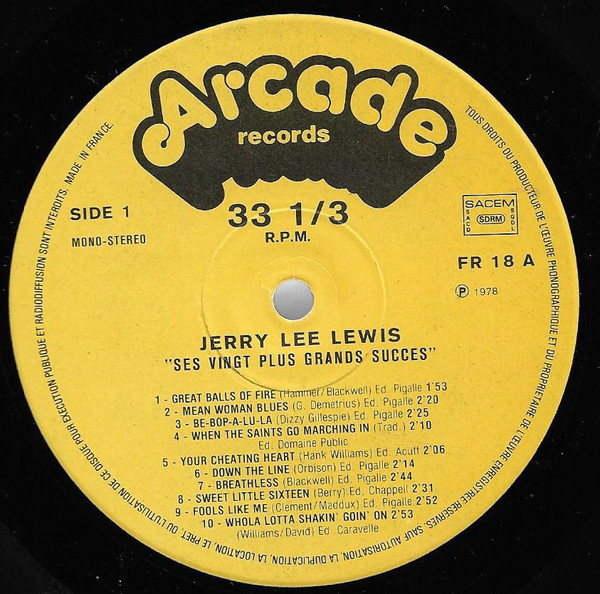 Arcade
records
SIDE 1
33 1/3
R.P.M.
MONO-STEREO
SACEM
SACD
SDRM
SGDL
FR 18 A
℗ 1978
JERRY LEE LEWIS
"SES VINGT PLUS GRANDS SUCCES"
1 - GREAT BALLS OF FIRE (Hammer/Blackwell) Ed. Pigalle 1'53
2 - MEAN WOMAN BLUES (G. Demetrius) Ed. Pigalle 2'20
3 - BE-BOP-A-LU-LA (Dizzy Gillespie) Ed. Pigalle 2'25
4 - WHEN THE SAINTS GO MARCHING IN (Trad.) 2'10
Ed. Domaine Public
5 - YOUR CHEATING HEART (Hank Williams) Ed. Acuff 2'06
6 - DOWN THE LINE (Orbison) Ed. Pigalle 2'14
7 - BREATHLESS (Blackwell) Ed. Pigalle 2'44
8 - SWEET LITTLE SIXTEEN (Berry) Ed. Chappell 2'31
9 - FOOLS LIKE ME (Clement/Maddux) Ed. Pigalle 2'52
10 - WHOLA LOTTA SHAKIN' GOIN' ON 2'53
(Williams/David) Ed. Caravelle
TOUS DROITS DU PRODUCTEUR DE L'ŒUVRE PHONOGRAPHIQUE ET DU PROPRIETAIRE DE L'ŒUVRE ENREGISTREE RESERVES. SAUF AUTORISATION, LA DUPLICATION, LA LOCATION, LE PRET, OU L'UTILISATION DE CE DISQUE POUR EXECUTION PUBLIQUE ET RADIODIFFUSION SONT INTERDITS. MADE IN FRANCE.